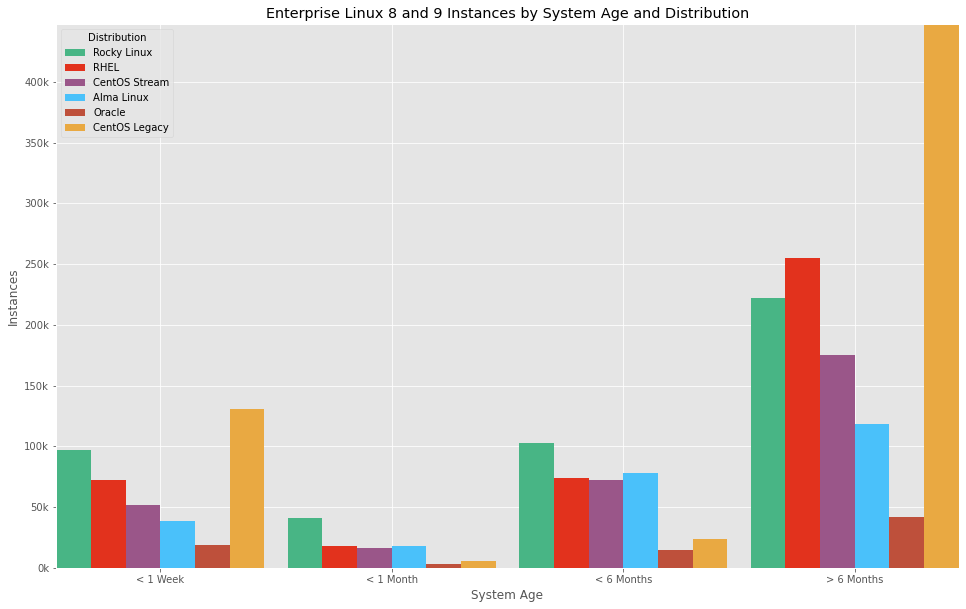 Enterprise Linux 8 and 9 Instances by System Age and Distribution
Distribution
Rocky Linux
RHEL
CentOS Stream
Alma Linux
Oracle
CentOS Legacy
400k
350k
300k
250k
200k
150k
100k
50k
0k
Instances
< 1 Week
< 1 Month
< 6 Months
> 6 Months
System Age